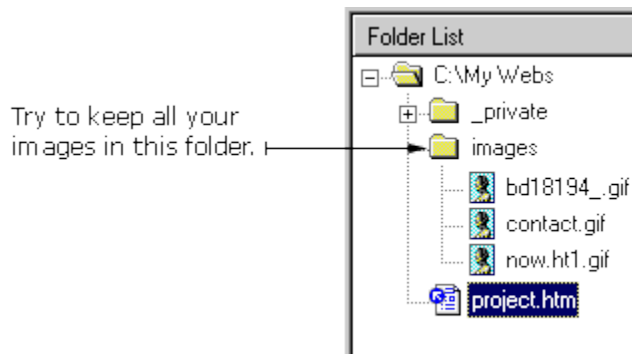 Folder List
C:\My Webs
_private
Try to keep all your
images in this folder.
images
bd18194_.gif
contact.gif
now.ht1.gif
project.htm